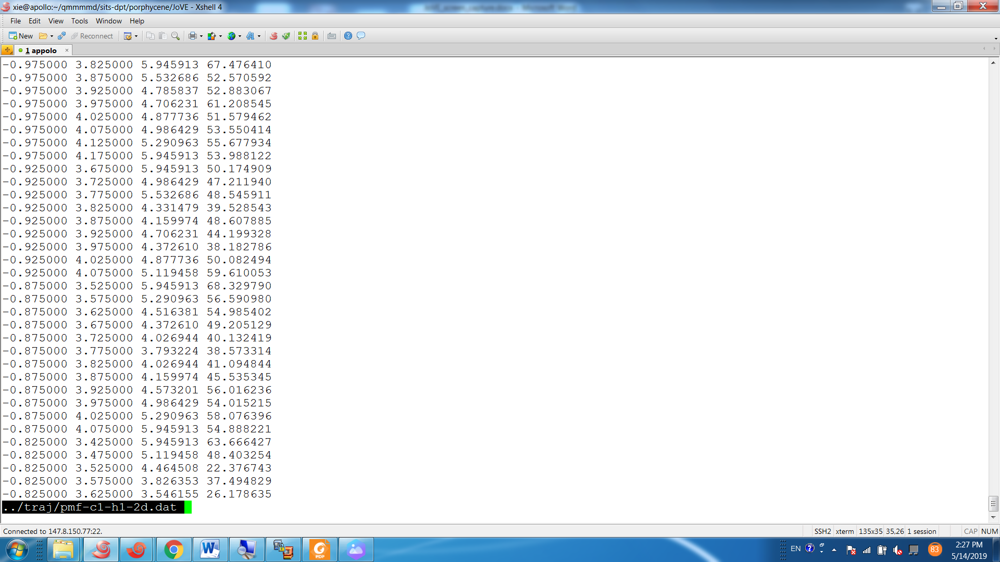 xie@apollo:~/qmmmmd/sits-dpt/porphycene/JoVE - Xshell 4
File Edit View Tools Window Help
New Reconnect
1 appolo
-0.975000 3.825000 5.945913 67.476410
-0.975000 3.875000 5.532686 52.570592
-0.975000 3.925000 4.785837 52.883067
-0.975000 3.975000 4.706231 61.208545
-0.975000 4.025000 4.877736 51.579462
-0.975000 4.075000 4.986429 53.550414
-0.975000 4.125000 5.290963 55.677934
-0.975000 4.175000 5.945913 53.988122
-0.925000 3.675000 5.945913 50.174909
-0.925000 3.725000 4.986429 47.211940
-0.925000 3.775000 5.532686 48.545911
-0.925000 3.825000 4.331479 39.528543
-0.925000 3.875000 4.159974 48.607885
-0.925000 3.925000 4.706231 44.199328
-0.925000 3.975000 4.372610 38.182786
-0.925000 4.025000 4.877736 50.082494
-0.925000 4.075000 5.119458 59.610053
-0.875000 3.525000 5.945913 68.329790
-0.875000 3.575000 5.290963 56.590980
-0.875000 3.625000 4.516381 54.985402
-0.875000 3.675000 4.372610 49.205129
-0.875000 3.725000 4.026944 40.132419
-0.875000 3.775000 3.793224 38.573314
-0.875000 3.825000 4.026944 41.094844
-0.875000 3.875000 4.159974 45.535345
-0.875000 3.925000 4.573201 56.016236
-0.875000 3.975000 4.986429 54.015215
-0.875000 4.025000 5.290963 58.076396
-0.875000 4.075000 5.945913 54.888221
-0.825000 3.425000 5.945913 63.666427
-0.825000 3.475000 5.119458 48.403254
-0.825000 3.525000 4.464508 22.376743
-0.825000 3.575000 3.826353 37.494829
-0.825000 3.625000 3.546155 26.178635
../traj/pmf-c1-h1-2d.dat
Connected to 147.8.150.77:22. SSH2 xterm 135x35 35,26 1 session CAP NUM
EN 83 2:27 PM
5/14/2019
PDF